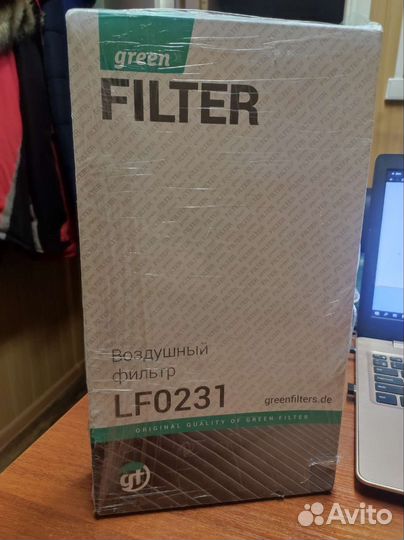 green
FILTER
Воздушный
фильтр
LF0231
greenfilters.de
ORIGINAL QUALITY OF GREEN FILTER
gf
Avito